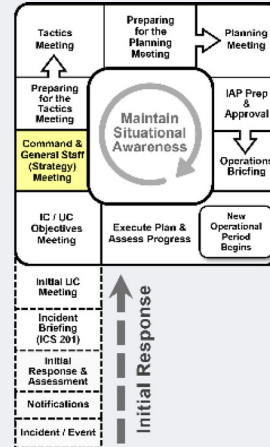 Tactics
Meeting
Preparing
for the
Planning
Meeting
Planning
Meeting
Preparing
for the
Tactics
Meeting
Maintain
Situational
Awareness
IAP Prep
&
Approval
Command &
General Staff
(Strategy)
Meeting
Operations
Briefing
IC / UC
Objectives
Meeting
Execute Plan &
Assess Progress
New
Operational
Period
Begins
Initial UC
Meeting
Incident
Briefing
(ICS 201)
Initial
Response &
Assessment
Notifications
Incident / Event
Initial Response